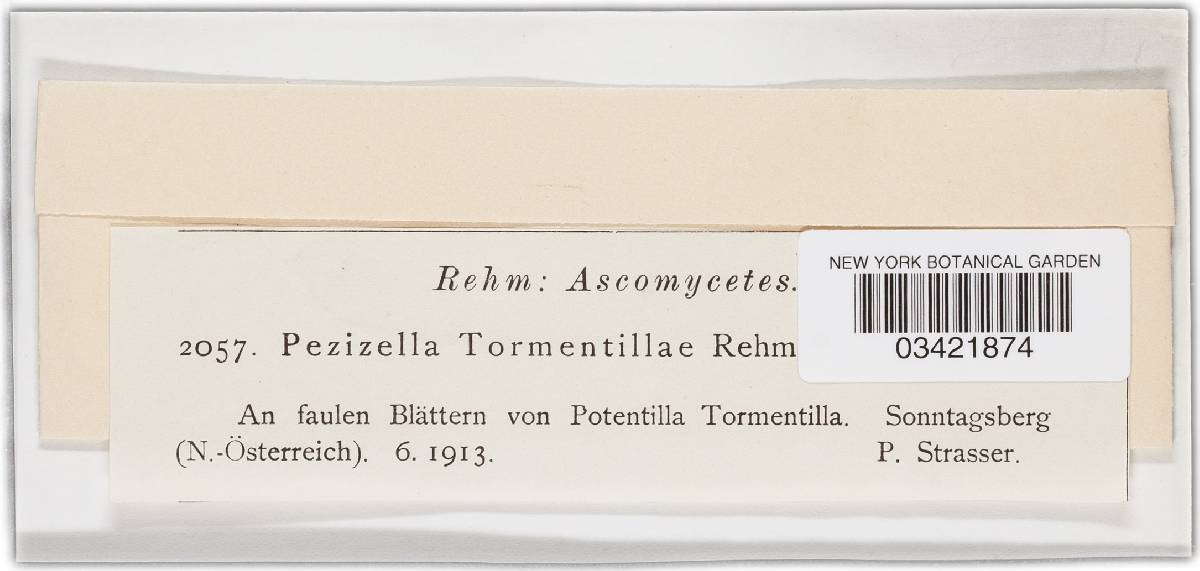 Rehm: Ascomycetes.
NEW YORK BOTANICAL GARDEN
03421874
2057. Pezizella Tormentillae Rehm
An faulen Blättern von Potentilla Tormentilla. Sonntagsberg
(N.-Österreich). 6. 1913. P. Strasser.